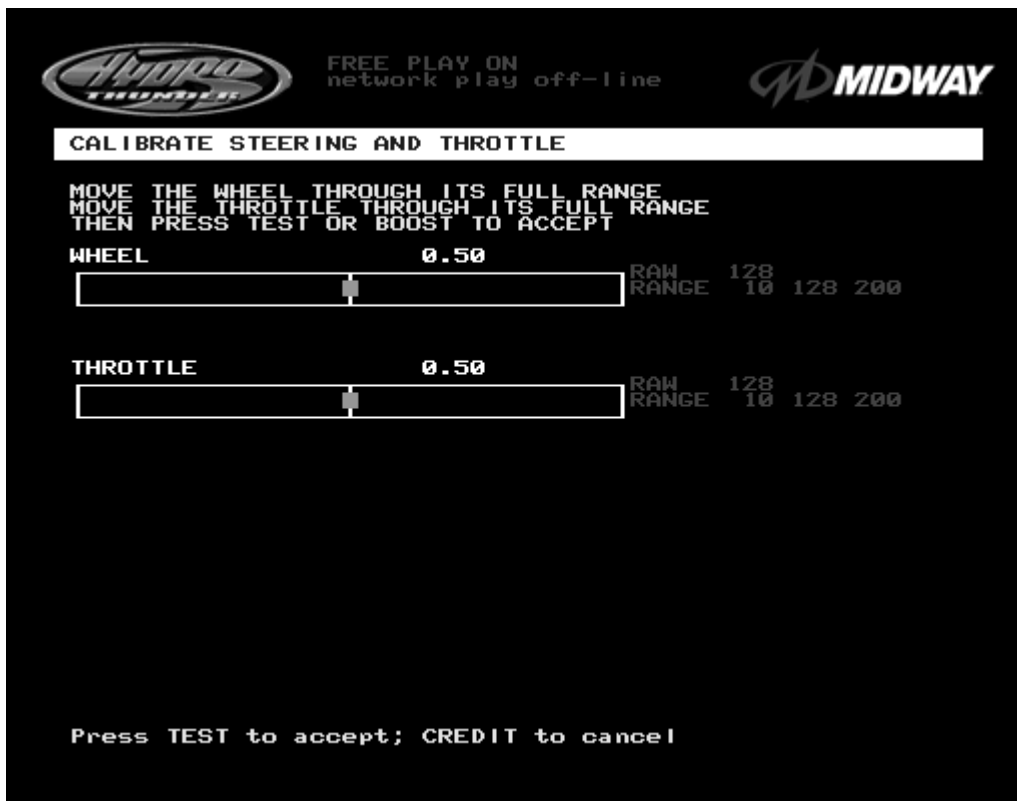 HYDRO
THUNDER
FREE PLAY ON
network play off-line
MIDWAY
CALIBRATE STEERING AND THROTTLE
MOVE THE WHEEL THROUGH ITS FULL RANGE
MOVE THE THROTTLE THROUGH ITS FULL RANGE
THEN PRESS TEST OR BOOST TO ACCEPT
WHEEL 0.50
RAW 128
RANGE 10 128 200
THROTTLE 0.50
RAW 128
RANGE 10 128 200
Press TEST to accept; CREDIT to cancel